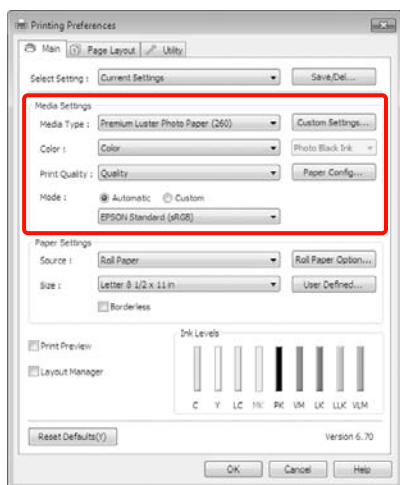 Printing Preferences
Main Page Layout Utility
Select Setting : Current Settings Save/Del...
Media Settings
Media Type : Premium Luster Photo Paper (260) Custom Settings...
Color : Color Photo Black Ink
Print Quality : Quality Paper Config...
Mode : Automatic Custom
EPSON Standard (sRGB)
Paper Settings
Source : Roll Paper Roll Paper Option...
Size : Letter 8 1/2 x 11 in User Defined...
Borderless
Ink Levels
Print Preview
Layout Manager
C Y LC MK PK VM LK LLK VLM
Reset Defaults(Y) Version 6.70
OK Cancel Help